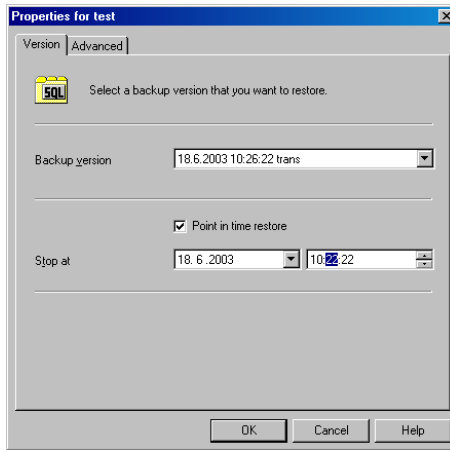 Properties for test
Version Advanced
SQL Select a backup version that you want to restore.
Backup version 18.6.2003 10:26:22 trans
Point in time restore
Stop at 18. 6 .2003 10:22:22
OK Cancel Help